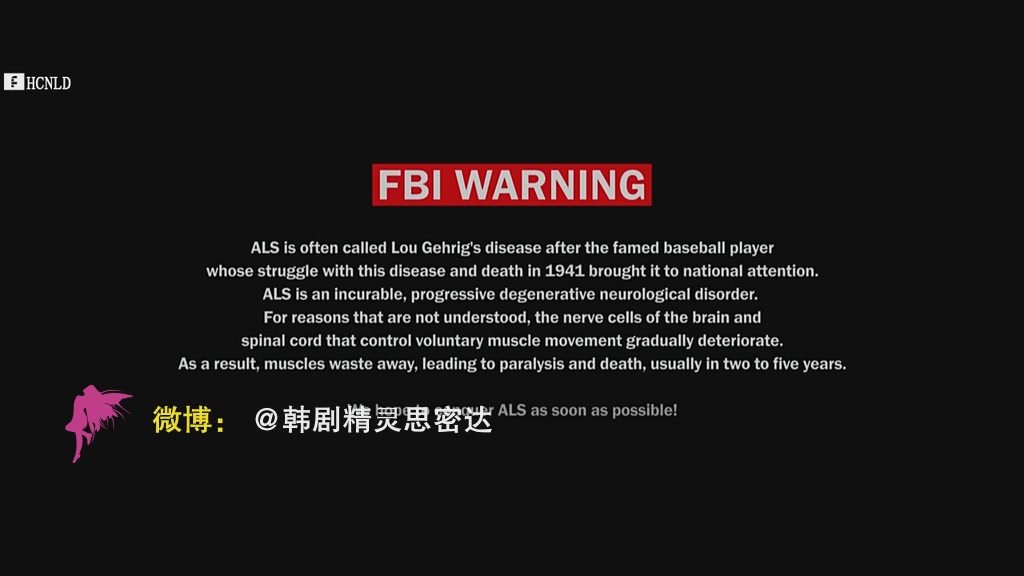 F HCNLD
FBI WARNING
ALS is often called Lou Gehrig's disease after the famed baseball player
whose struggle with this disease and death in 1941 brought it to national attention.
ALS is an incurable, progressive degenerative neurological disorder.
For reasons that are not understood, the nerve cells of the brain and
spinal cord that control voluntary muscle movement gradually deteriorate.
As a result, muscles waste away, leading to paralysis and death, usually in two to five years.
We hope to conquer ALS as soon as possible!
微博： @韩剧精灵思密达